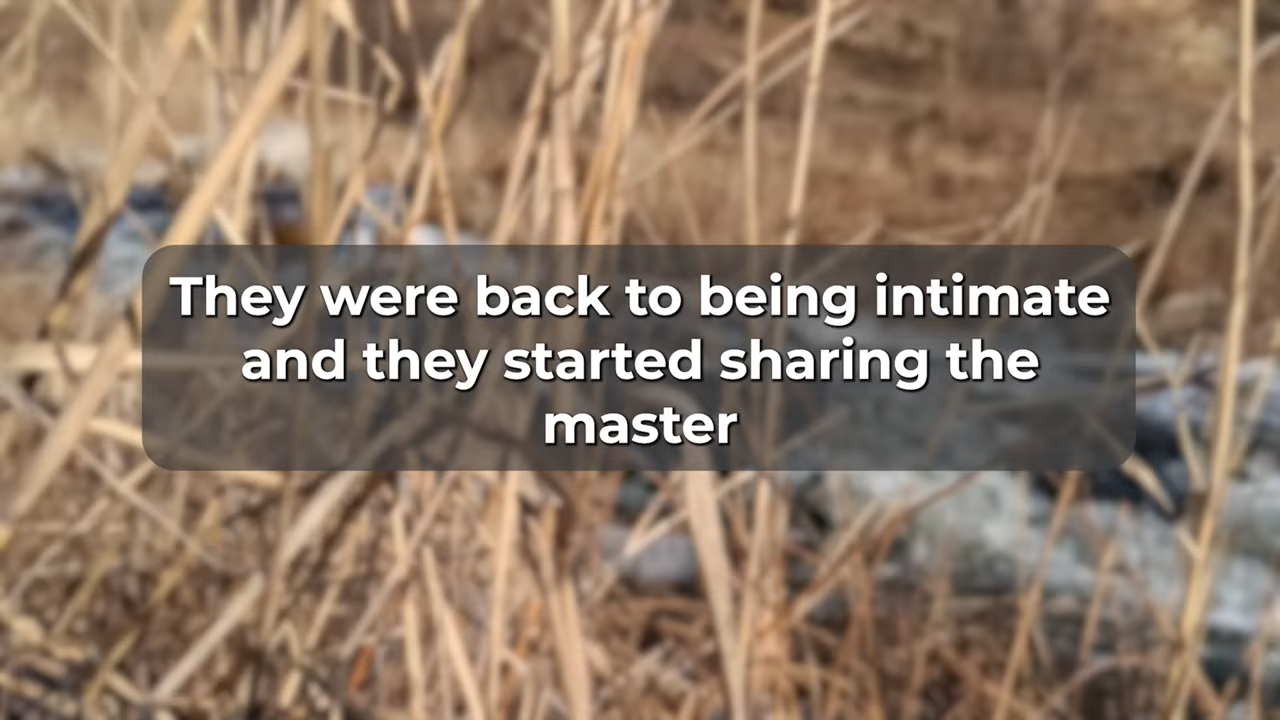 They were back to being intimate
and they started sharing the
master